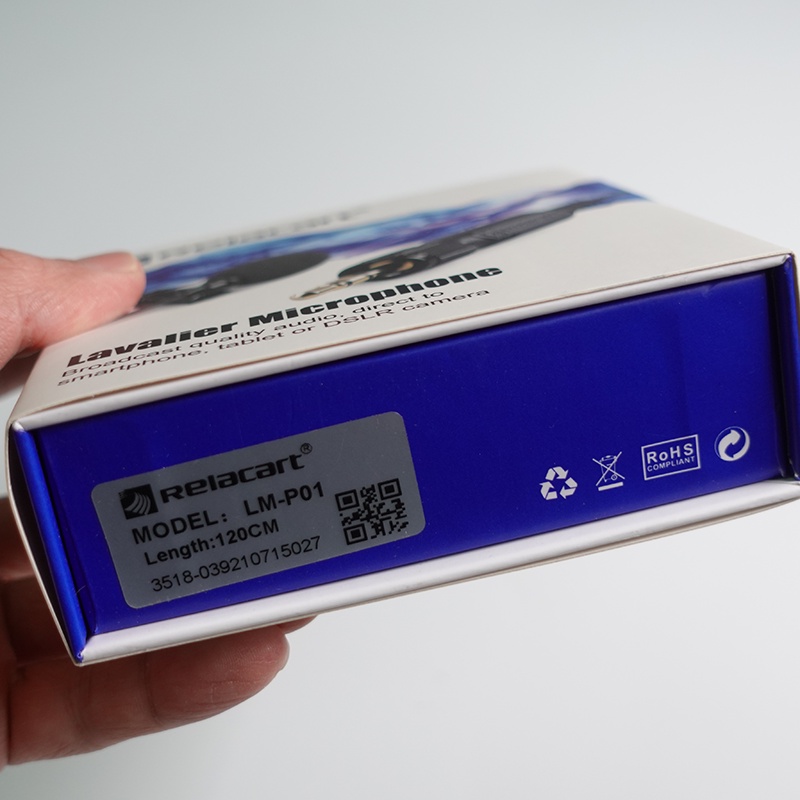 Lavalier Microphone
Broadcast quality audio, direct to
smartphone, tablet or DSLR camera
Relacart®
MODEL: LM-P01
Length:120CM
3518-039210715027
RoHS
COMPLIANT